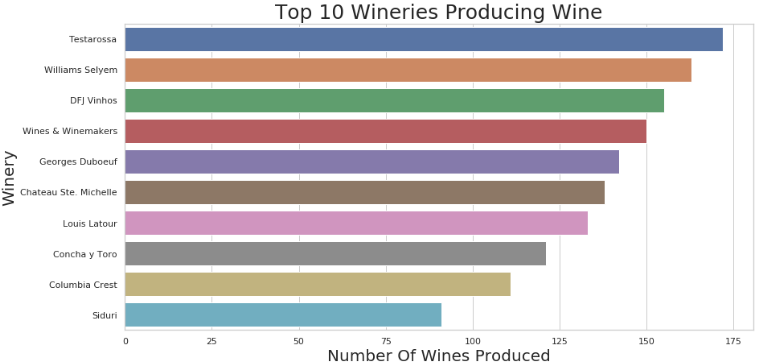 Top 10 Wineries Producing Wine
Winery
Testarossa
Williams Selyem
DFJ Vinhos
Wines & Winemakers
Georges Duboeuf
Chateau Ste. Michelle
Louis Latour
Concha y Toro
Columbia Crest
Siduri
0 25 50 75 100 125 150 175
Number Of Wines Produced